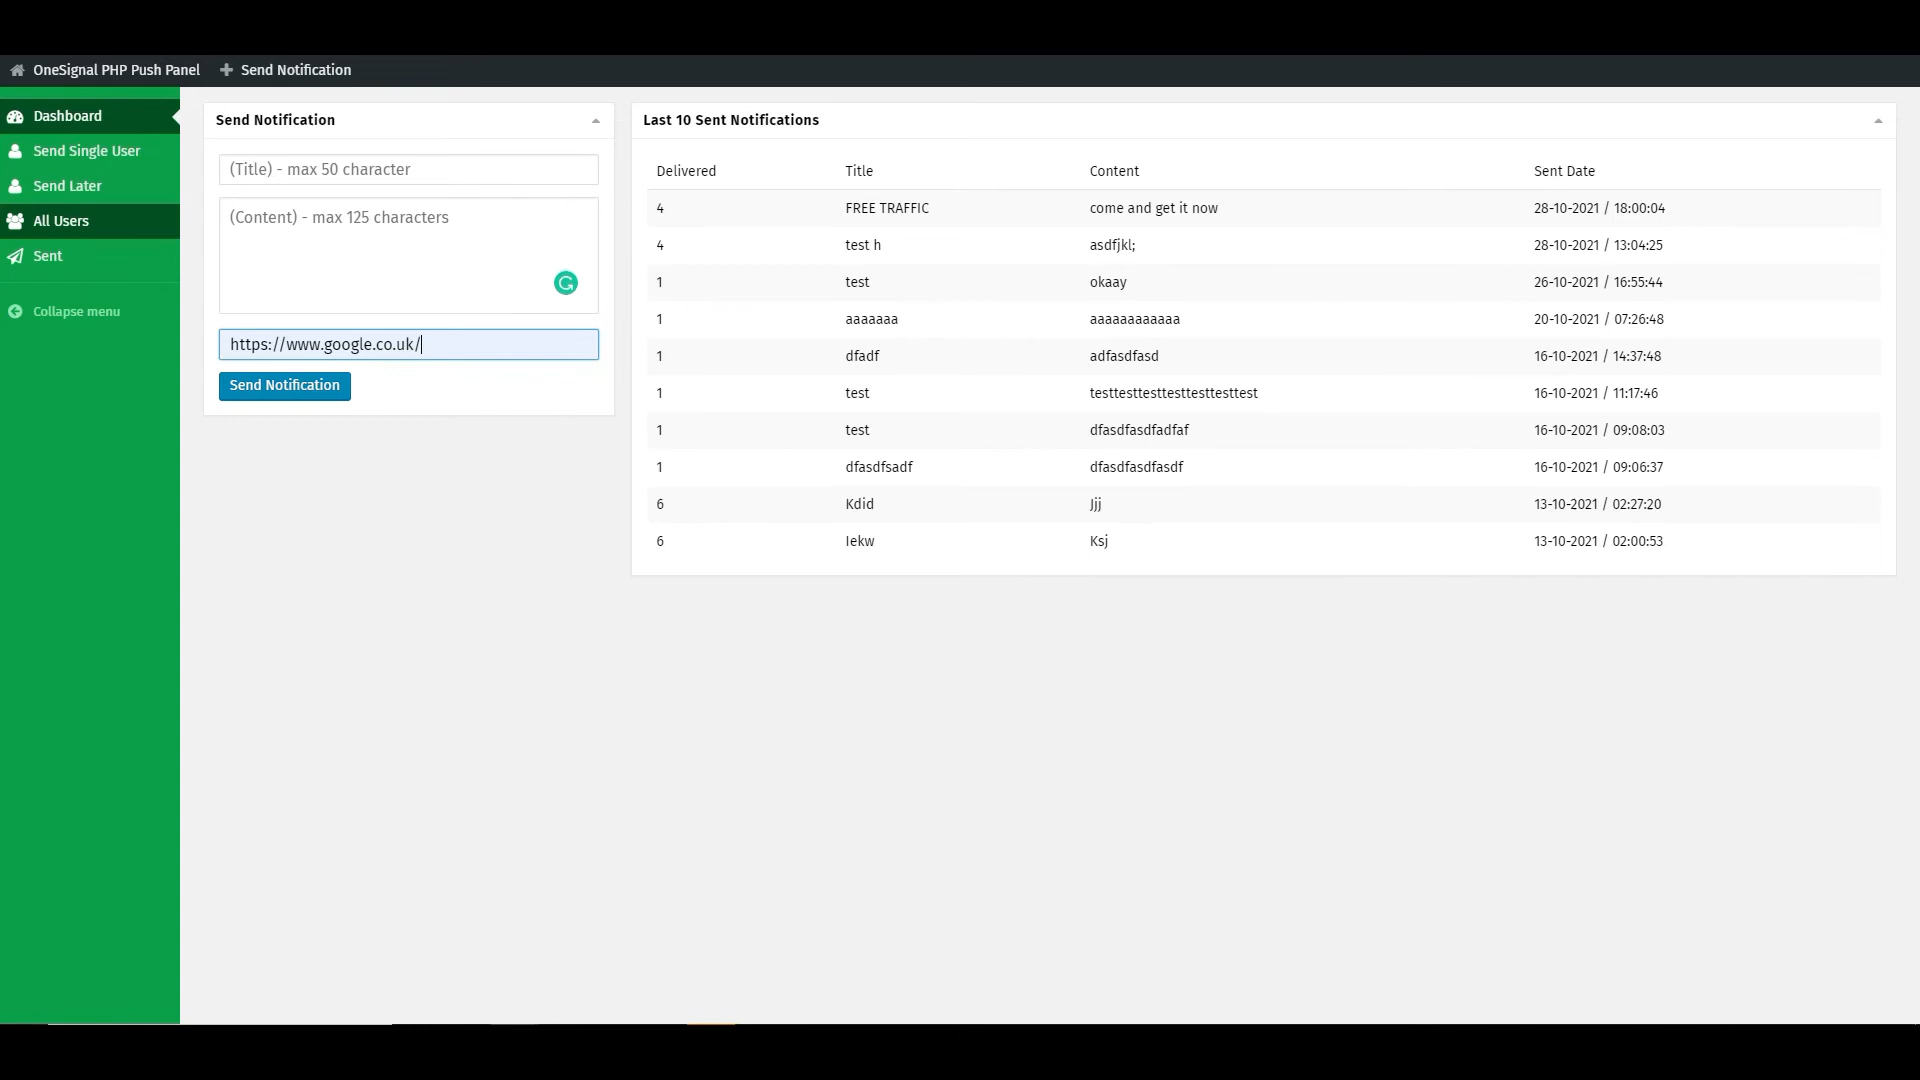 OneSignal PHP Push Panel Send Notification
Dashboard
Send Single User
Send Later
All Users
Sent
Collapse menu
Send Notification
(Title) - max 50 character
(Content) - max 125 characters
https://www.google.co.uk/
Send Notification
Last 10 Sent Notifications
Delivered Title Content Sent Date
4 FREE TRAFFIC come and get it now 28-10-2021 / 18:00:04
4 test h asdfjkl; 28-10-2021 / 13:04:25
1 test okaay 26-10-2021 / 16:55:44
1 aaaaaaa aaaaaaaaaaaa 20-10-2021 / 07:26:48
1 dfadf adfasdfasd 16-10-2021 / 14:37:48
1 test testtesttesttesttesttesttest 16-10-2021 / 11:17:46
1 test dfasdfasdfadfaf 16-10-2021 / 09:08:03
1 dfasdfsadf dfasdfasdfasdf 16-10-2021 / 09:06:37
6 Kdid Jjj 13-10-2021 / 02:27:20
6 Iekw Ksj 13-10-2021 / 02:00:53